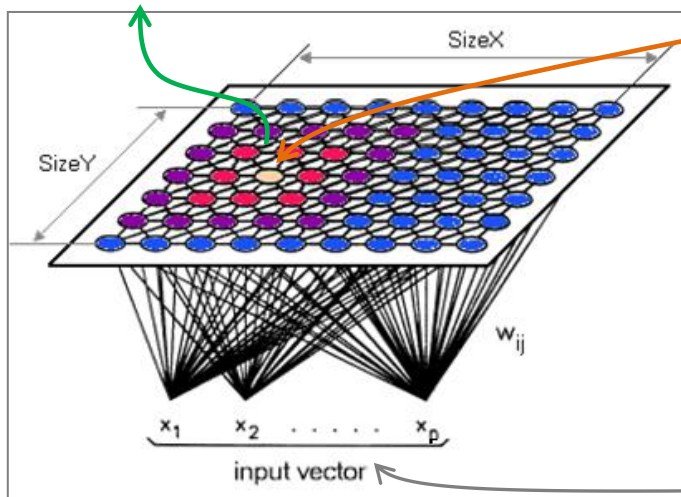 SizeX
SizeY
w_ij
x_1 x_2 . . . . . x_p
input vector